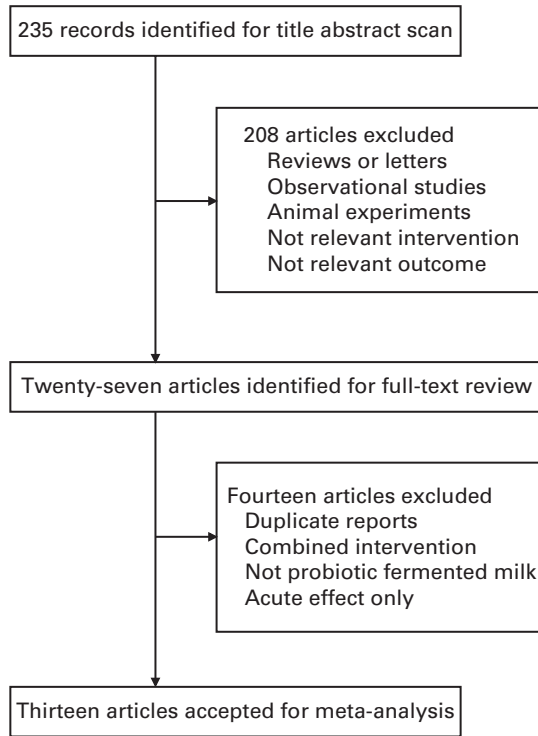 235 records identified for title abstract scan
208 articles excluded
Reviews or letters
Observational studies
Animal experiments
Not relevant intervention
Not relevant outcome
Twenty-seven articles identified for full-text review
Fourteen articles excluded
Duplicate reports
Combined intervention
Not probiotic fermented milk
Acute effect only
Thirteen articles accepted for meta-analysis